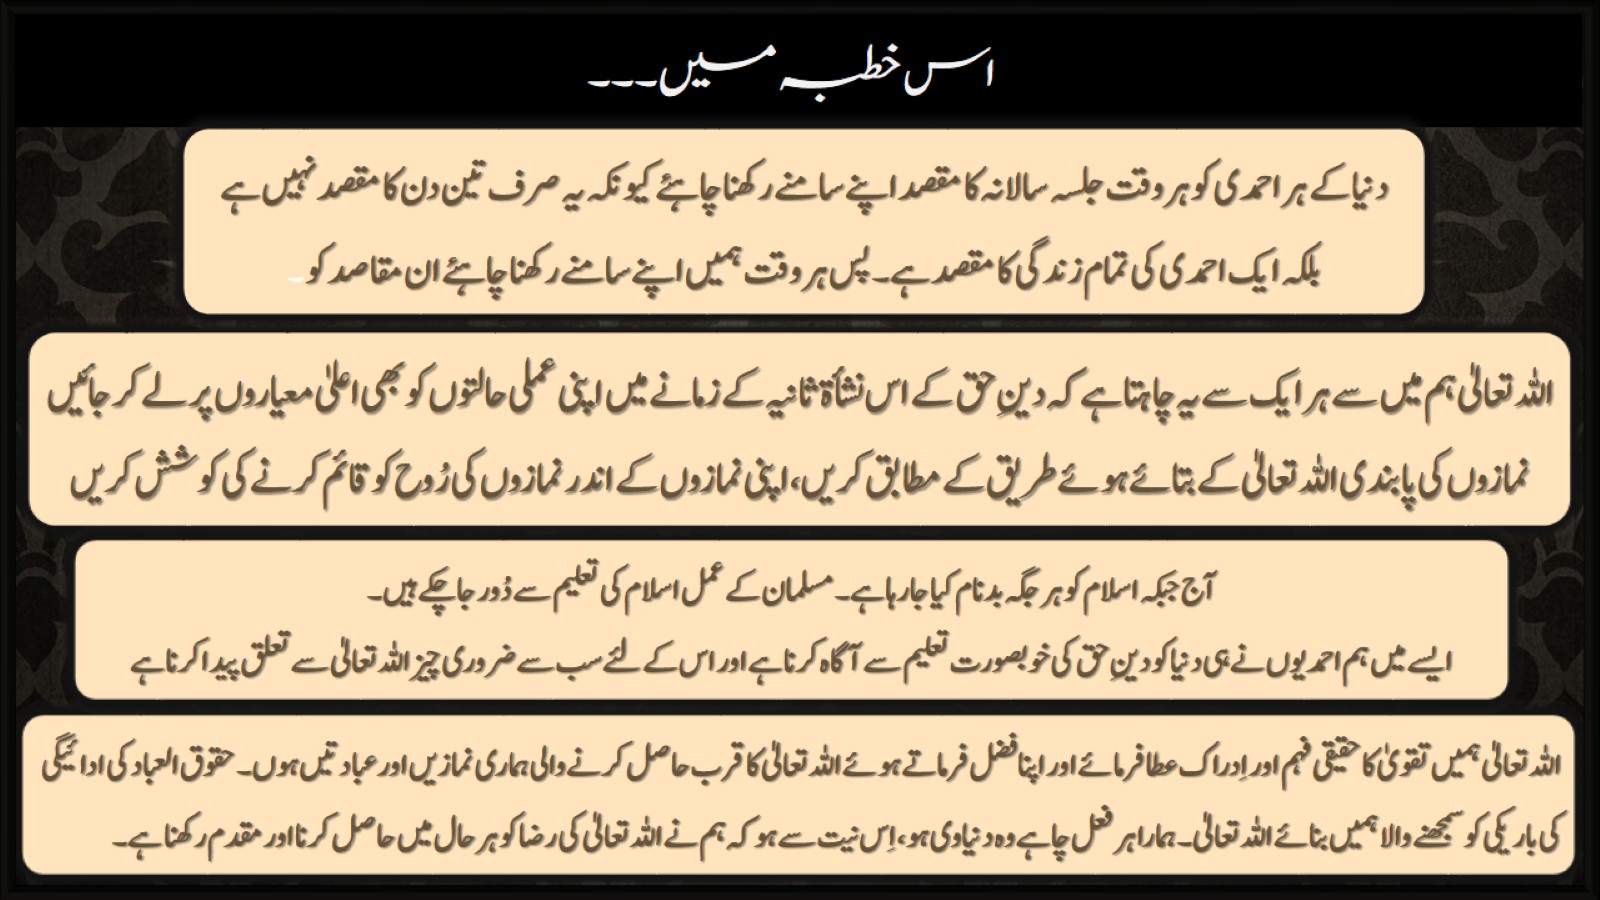 اس خطبہ میں۔۔۔
دنیا کے ہر احمدی کو ہر وقت جلسہ سالانہ کا مقصد اپنے سامنے رکھنا چاہئے کیونکہ یہ صرف تین دن کا مقصد نہیں ہے
بلکہ ایک احمدی کی تمام زندگی کا مقصد ہے۔ پس ہر وقت ہمیں اپنے سامنے رکھنا چاہئے ان مقاصد کو۔
اللہ تعالیٰ ہم میں سے ہر ایک سے یہ چاہتا ہے کہ دینِ حق کے اس نشأۃ ثانیہ کے زمانے میں اپنی عملی حالتوں کو بھی اعلیٰ معیاروں پر لے کر جائیں
نمازوں کی پابندی اللہ تعالیٰ کے بتائے ہوئے طریق کے مطابق کریں، اپنی نمازوں کے اندر نمازوں کی رُوح کو قائم کرنے کی کوشش کریں
آج جبکہ اسلام کو ہر جگہ بدنام کیا جا رہا ہے۔ مسلمان کے عمل اسلام کی تعلیم سے دُور جا چکے ہیں۔
ایسے میں ہم احمدیوں نے ہی دنیا کو دینِ حق کی خوبصورت تعلیم سے آگاہ کرنا ہے اور اس کے لئے سب سے ضروری چیز اللہ تعالیٰ سے تعلق پیدا کرنا ہے
اللہ تعالیٰ ہمیں تقویٰ کا حقیقی فہم اور اِدراک عطا فرمائے اور اپنا فضل فرماتے ہوئے اللہ تعالیٰ کا قرب حاصل کرنے والی ہماری نمازیں اور عبادتیں ہوں۔ حقوق العباد کی ادائیگی
کی باریکی کو سمجھنے والا ہمیں بنائے اللہ تعالیٰ۔ ہمارا ہر فعل چاہے وہ دنیاوی ہو، اِس نیت سے ہو کہ ہم نے اللہ تعالیٰ کی رضا کو ہر حال میں حاصل کرنا اور مقدم رکھنا ہے۔